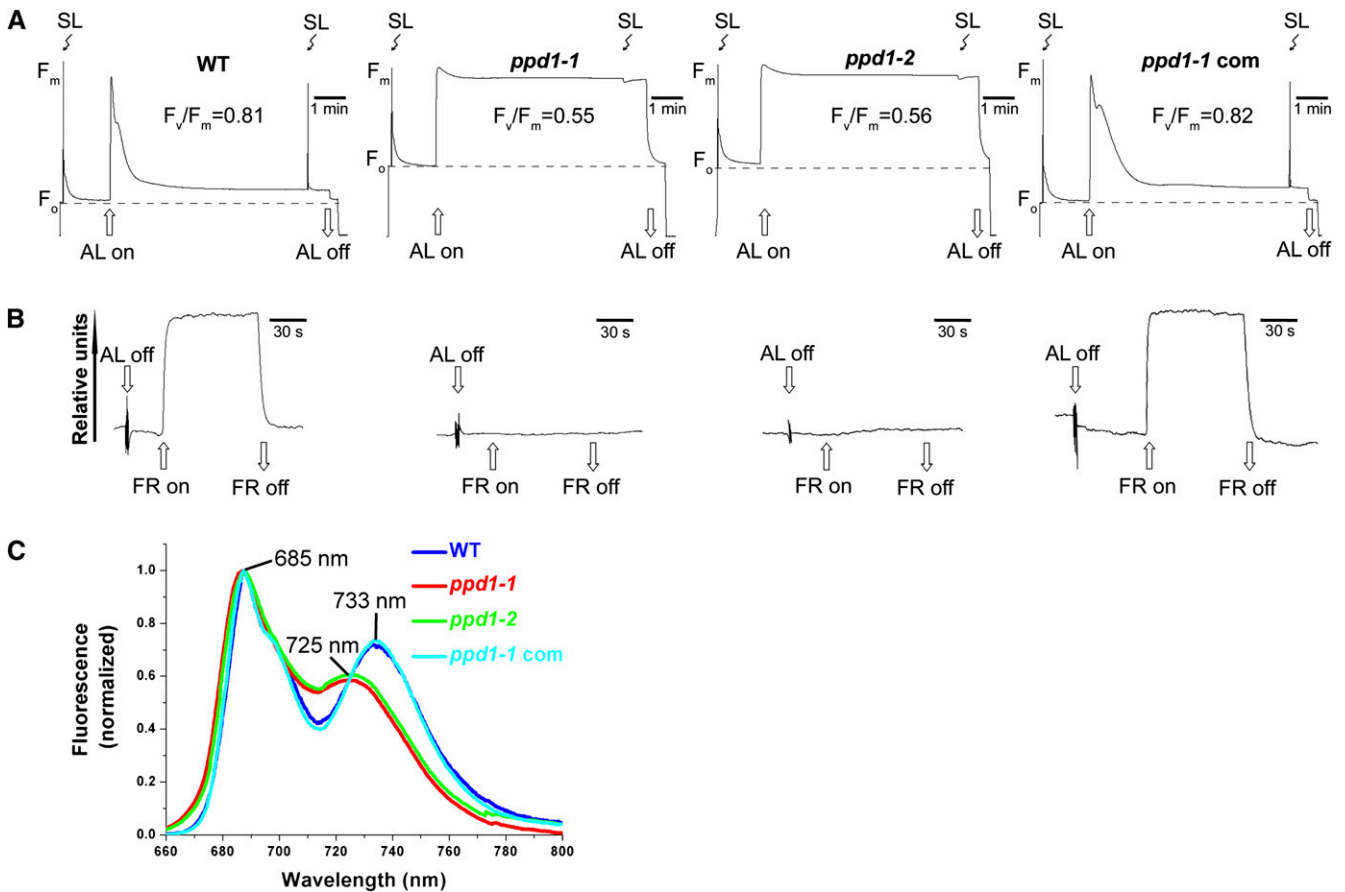 A
SL SL SL SL SL SL SL SL
WT ppd1-1 ppd1-2 ppd1-1 com
Fm Fm Fm Fm
1 min 1 min 1 min 1 min
Fv/Fm=0.81 Fv/Fm=0.55 Fv/Fm=0.56 Fv/Fm=0.82
Fo Fo Fo Fo
AL on AL off AL on AL off AL on AL off AL on AL off
B
Relative units
30 s 30 s 30 s 30 s
AL off AL off AL off AL off
FR on FR off FR on FR off FR on FR off FR on FR off
C
Fluorescence
(normalized)
1.0
0.8
0.6
0.4
0.2
0.0
685 nm
733 nm
725 nm
WT
ppd1-1
ppd1-2
ppd1-1 com
660 680 700 720 740 760 780 800
Wavelength (nm)